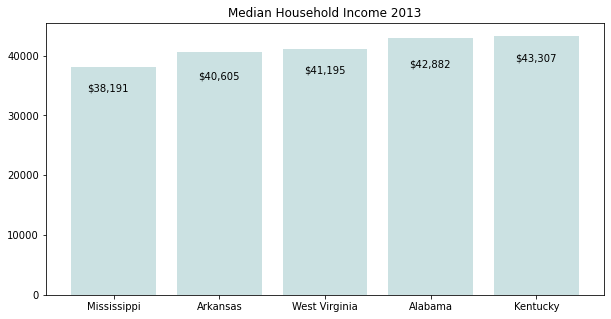 Median Household Income 2013
40000
30000
20000
10000
0
$38,191
$40,605
$41,195
$42,882
$43,307
Mississippi
Arkansas
West Virginia
Alabama
Kentucky